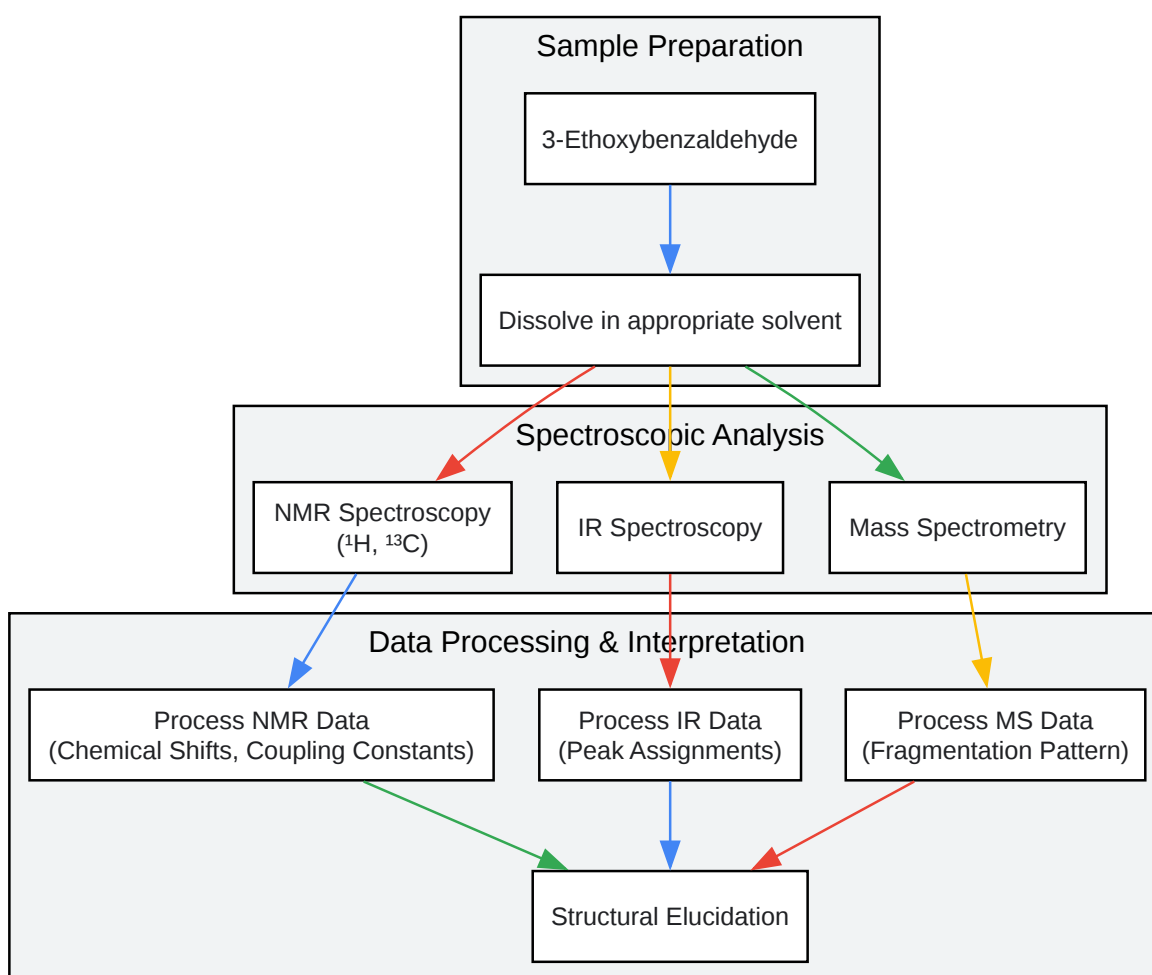 Sample Preparation
3-Ethoxybenzaldehyde
Dissolve in appropriate solvent
Spectroscopic Analysis
NMR Spectroscopy
(¹H, ¹³C)
IR Spectroscopy
Mass Spectrometry
Data Processing & Interpretation
Process NMR Data
(Chemical Shifts, Coupling Constants)
Process IR Data
(Peak Assignments)
Process MS Data
(Fragmentation Pattern)
Structural Elucidation